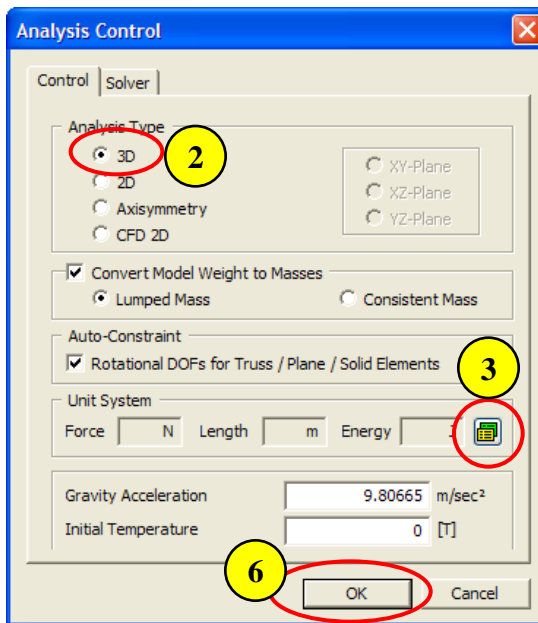 Analysis Control
Control Solver
Analysis Type
3D 2
2D
Axisymmetry
CFD 2D
XY-Plane
XZ-Plane
YZ-Plane
Convert Model Weight to Masses
Lumped Mass Consistent Mass
Auto-Constraint
Rotational DOFs for Truss / Plane / Solid Elements
3
Unit System
Force N Length m Energy
Gravity Acceleration 9.80665 m/sec²
Initial Temperature 0 [T]
6
OK Cancel